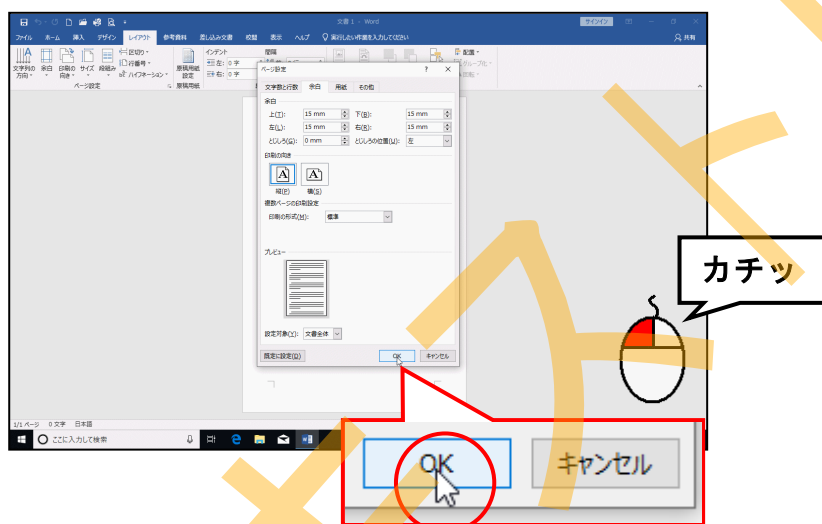 文書 1 - Word
サインイン
ファイル ホーム 挿入 デザイン レイアウト 参考資料 差し込み文書 校閲 表示 ヘルプ 実行したい作業を入力してください 共有
文字列の方向 余白 印刷の向き サイズ 段組み
区切り
行番号
ハイフネーション
ページ設定
原稿用紙設定
原稿用紙
インデント
左: 0 字
右: 0 字
間隔
配置
ページ設定 ? ×
文字数と行数 余白 用紙 その他
余白
上(T): 15 mm 下(B): 15 mm
左(L): 15 mm 右(R): 15 mm
とじしろ(G): 0 mm とじしろの位置(U): 左
印刷の向き
A A
縦(P) 横(S)
複数ページの印刷設定
印刷の形式(M): 標準
プレビュー
設定対象(Y): 文書全体
既定に設定(D) OK キャンセル
カチッ
1/1 ページ 0 文字 日本語
ここに入力して検索
OK キャンセル